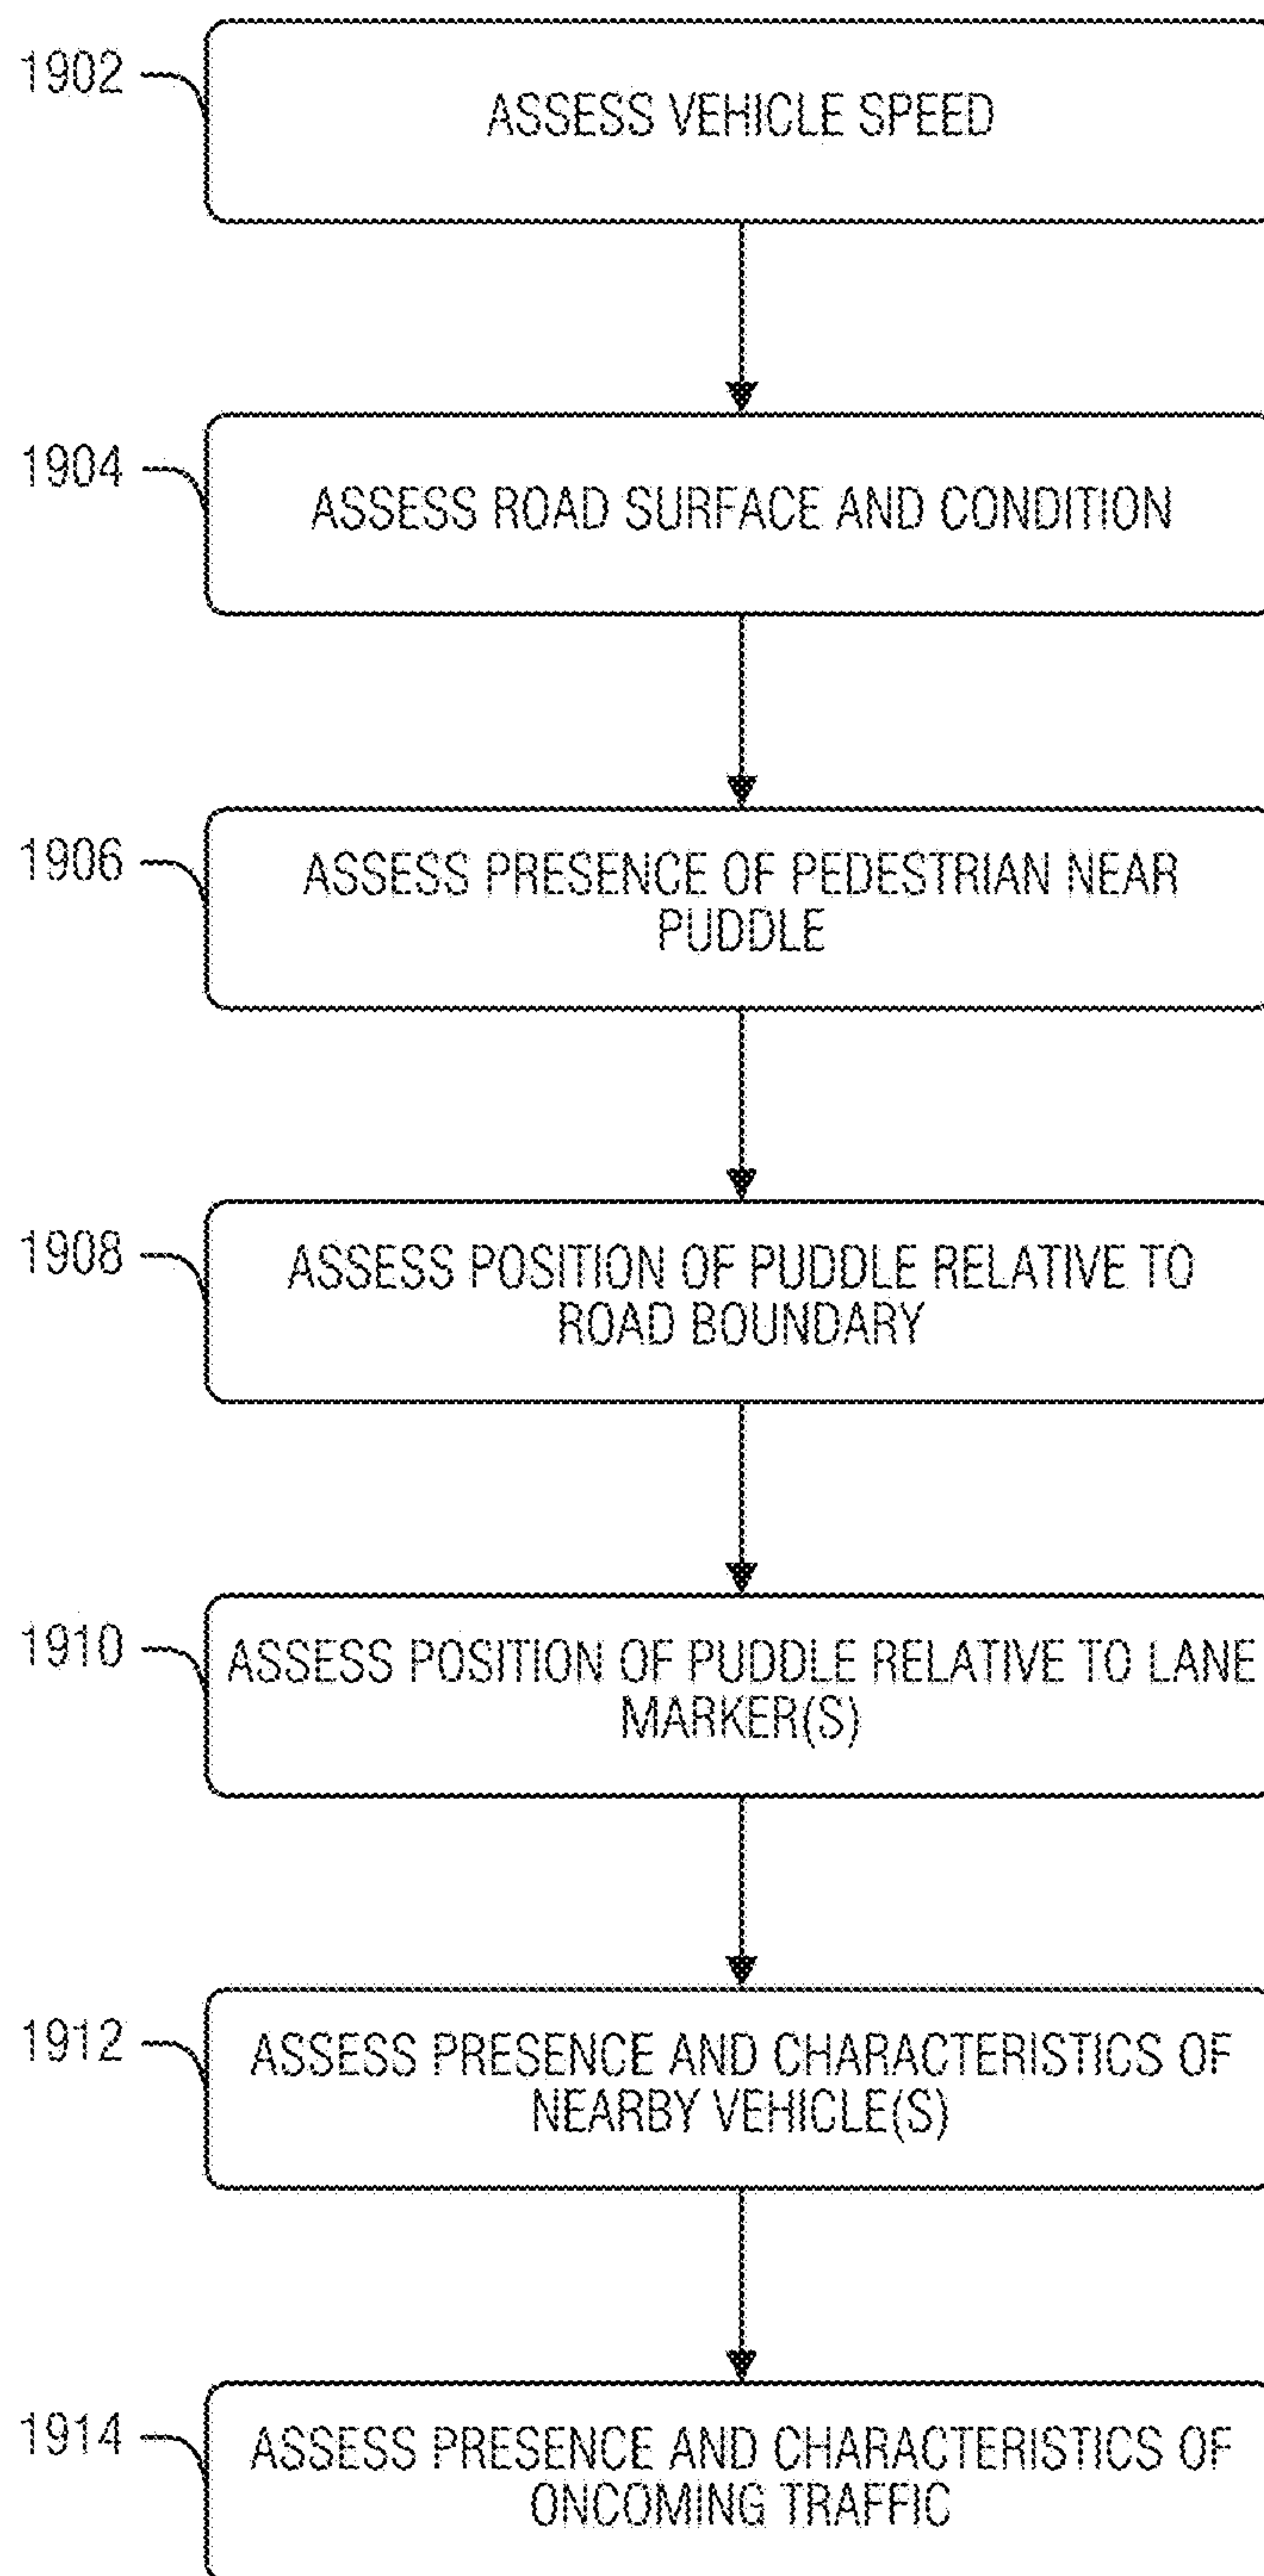 1902
ASSESS VEHICLE SPEED
1904
ASSESS ROAD SURFACE AND CONDITION
1906
ASSESS PRESENCE OF PEDESTRIAN NEAR
PUDDLE
1908
ASSESS POSITION OF PUDDLE RELATIVE TO
ROAD BOUNDARY
1910
ASSESS POSITION OF PUDDLE RELATIVE TO LANE
MARKER(S)
1912
ASSESS PRESENCE AND CHARACTERISTICS OF
NEARBY VEHICLE(S)
1914
ASSESS PRESENCE AND CHARACTERISTICS OF
ONCOMING TRAFFIC